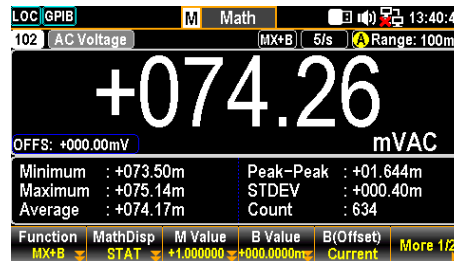 LOC GPIB M Math 13:40:4
102 AC Voltage MX+B 5/s A Range: 100m
+074.26
OFFS: +000.00mV mVAC
Minimum : +073.50m Peak-Peak : +01.644m
Maximum : +075.14m STDEV : +000.40m
Average : +074.17m Count : 634
Function MathDisp M Value B Value B(Offset) More 1/2
MX+B STAT +1.000000 +000.0000m Current